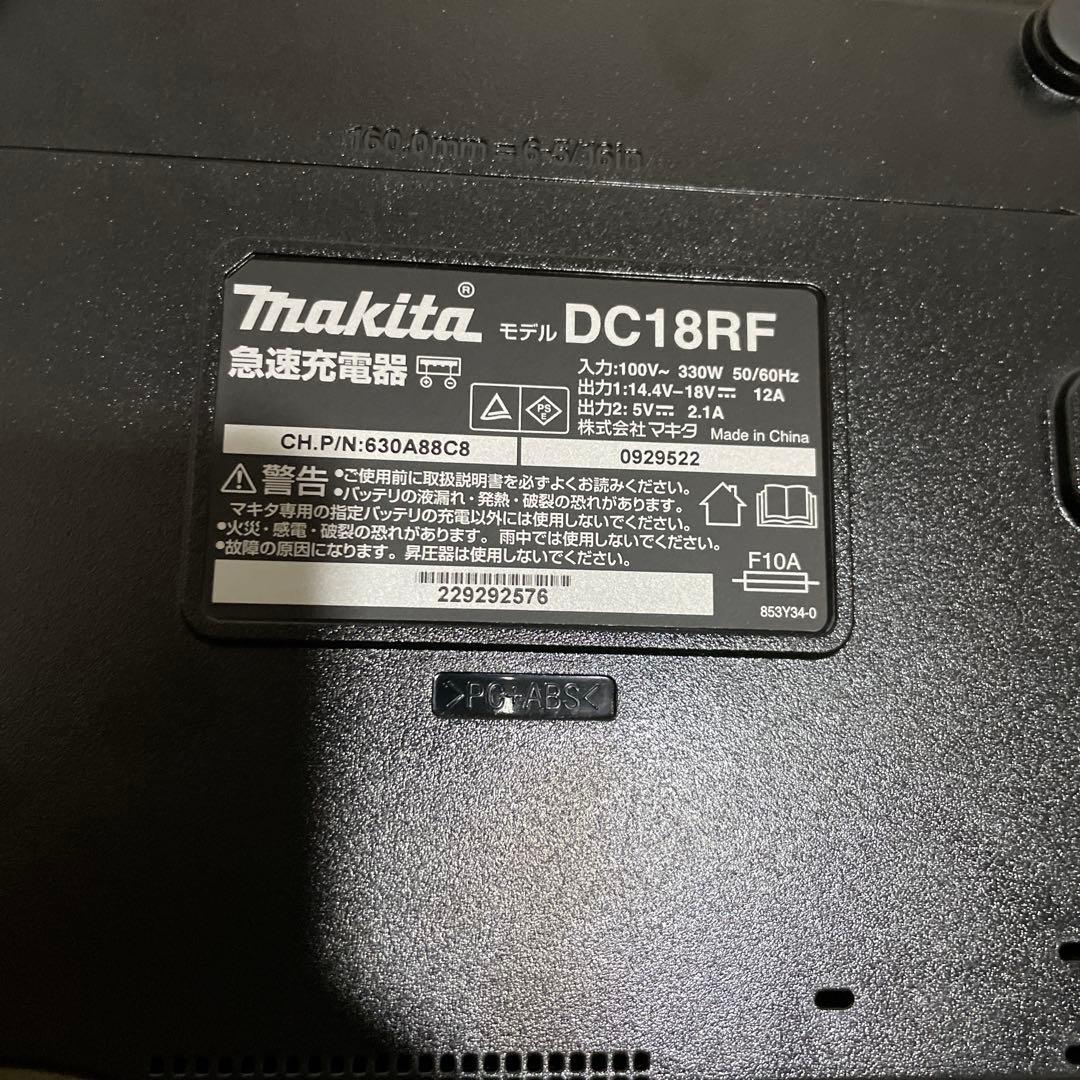 160.0mm = 6-5/16in
makita® モデル DC18RF
急速充電器
入力:100V~ 330W 50/60Hz
出力1:14.4V-18V⎓ 12A
出力2: 5V⎓ 2.1A
株式会社マキタ Made in China
PS
E
CH.P/N:630A88C8
0929522
警告 •ご使用前に取扱説明書を必ずよくお読みください。
•バッテリの液漏れ・発熱・破裂の恐れがあります。
マキタ専用の指定バッテリの充電以外には使用しないでください。
•火災・感電・破裂の恐れがあります。雨中では使用しないでください。
•故障の原因になります。昇圧器は使用しないでください。
229292576
F10A
853Y34-0
>PC+ABS<